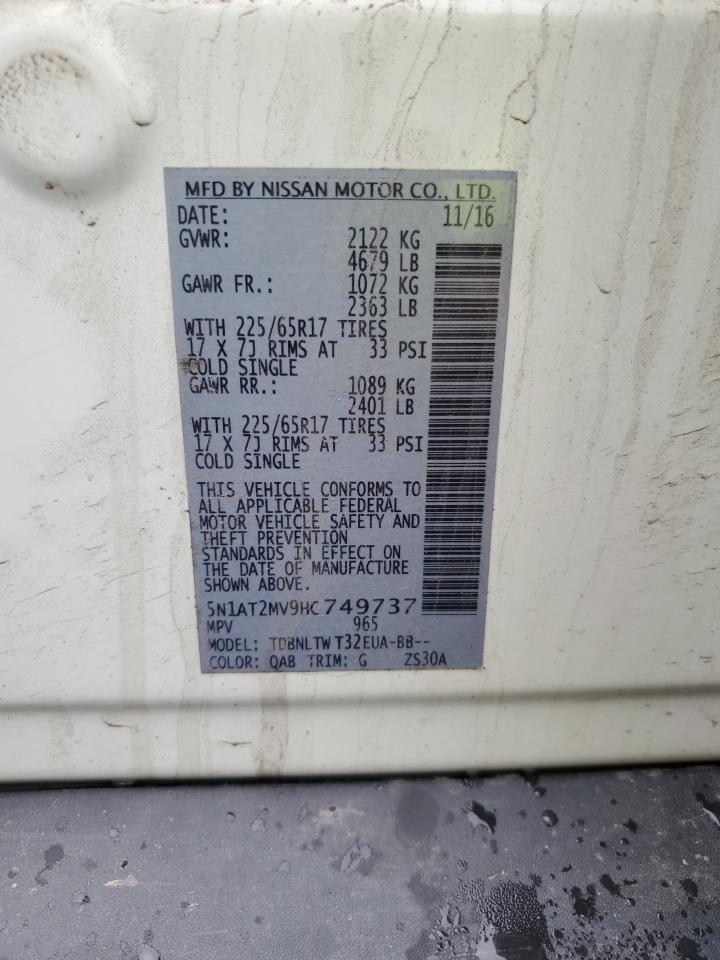 MFD BY NISSAN MOTOR CO., LTD.
DATE: 11/16
GVWR: 2122 KG
4679 LB
GAWR FR.: 1072 KG
2363 LB
WITH 225/65R17 TIRES
17 X 7J RIMS AT 33 PSI
COLD SINGLE
GAWR RR.: 1089 KG
2401 LB
WITH 225/65R17 TIRES
17 X 7J RIMS AT 33 PSI
COLD SINGLE
THIS VEHICLE CONFORMS TO
ALL APPLICABLE FEDERAL
MOTOR VEHICLE SAFETY AND
THEFT PREVENTION
STANDARDS IN EFFECT ON
THE DATE OF MANUFACTURE
SHOWN ABOVE.
5N1AT2MV9HC749737
MPV 965
MODEL: TDBNLTW T32EUA-BB--
COLOR: QAB TRIM: G ZS30A